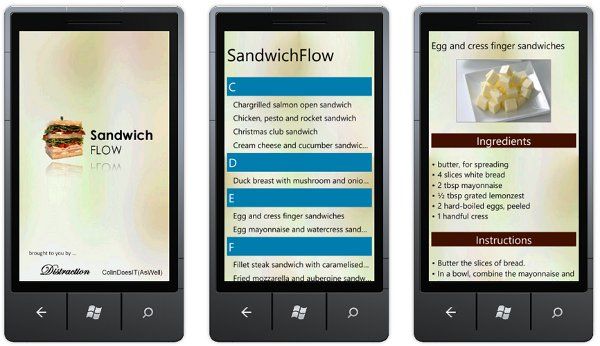 Sandwich
FLOW
brought to you by ...
Distraction ColinDoesIT(AsWell)
SandwichFlow
C
Chargrilled salmon open sandwich
Chicken, pesto and rocket sandwich
Christmas club sandwich
Cream cheese and cucumber sandwic...
D
Duck breast with mushroom and onio...
E
Egg and cress finger sandwiches
Egg mayonnaise and watercress sand...
F
Fillet steak sandwich with caramelised...
Fried mozzarella and aubergine sandw...
Egg and cress finger sandwiches
Ingredients
• butter, for spreading
• 4 slices white bread
• 2 tbsp mayonnaise
• ½ tbsp grated lemonzest
• 2 hard-boiled eggs, peeled
• 1 handful cress
Instructions
• Butter the slices of bread.
• In a bowl, combine the mayonnaise and